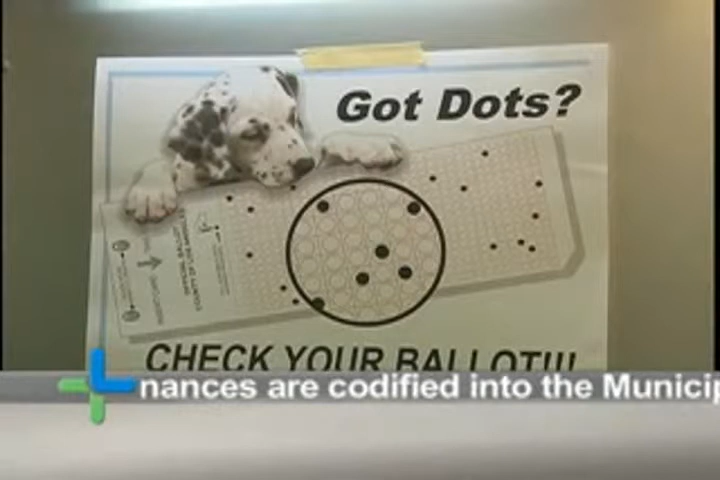 Got Dots?
CHECK YOUR BALLOT!!!
nances are codified into the Municip